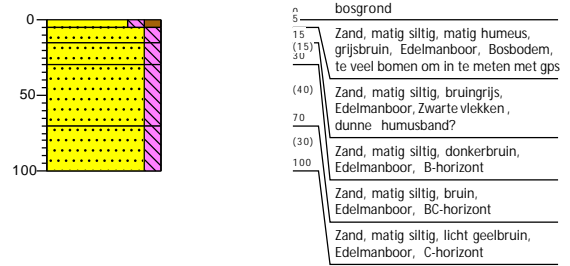 0
50
100
0
5
15
(15)
30
(40)
70
(30)
100
bosgrond
Zand, matig siltig, matig humeus,
grijsbruin, Edelmanboor, Bosbodem,
te veel bomen om in te meten met gps
Zand, matig siltig, bruingrijs,
Edelmanboor, Zwarte vlekken,
dunne humusband?
Zand, matig siltig, donkerbruin,
Edelmanboor, B-horizont
Zand, matig siltig, bruin,
Edelmanboor, BC-horizont
Zand, matig siltig, licht geelbruin,
Edelmanboor, C-horizont